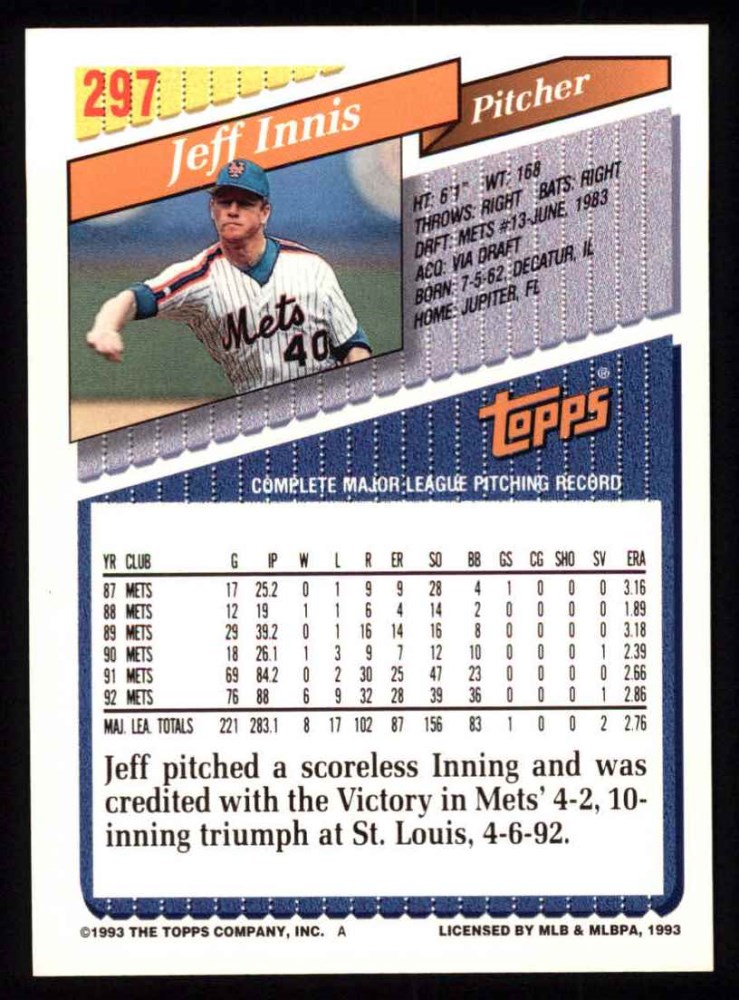 297
Jeff Innis
Pitcher
HT: 6'1" WT: 168
THROWS: RIGHT BATS: RIGHT
DRFT: METS #13-JUNE, 1983
ACQ: VIA DRAFT
BORN: 7-5-62, DECATUR, IL
HOME: JUPITER, FL
Mets
40
topps®
COMPLETE MAJOR LEAGUE PITCHING RECORD
YR CLUB G IP W L R ER SO BB GS CG SHO SV ERA
87 METS 17 25.2 0 1 9 9 28 4 1 0 0 0 3.16
88 METS 12 19 1 1 6 4 14 2 0 0 0 0 1.89
89 METS 29 39.2 0 1 16 14 16 8 0 0 0 0 3.18
90 METS 18 26.1 1 3 9 7 12 10 0 0 0 1 2.39
91 METS 69 84.2 0 2 30 25 47 23 0 0 0 0 2.66
92 METS 76 88 6 9 32 28 39 36 0 0 0 1 2.86
MAJ. LEA. TOTALS 221 283.1 8 17 102 87 156 83 1 0 0 2 2.76
Jeff pitched a scoreless Inning and was
credited with the Victory in Mets' 4-2, 10-
inning triumph at St. Louis, 4-6-92.
©1993 THE TOPPS COMPANY, INC. A
LICENSED BY MLB & MLBPA, 1993